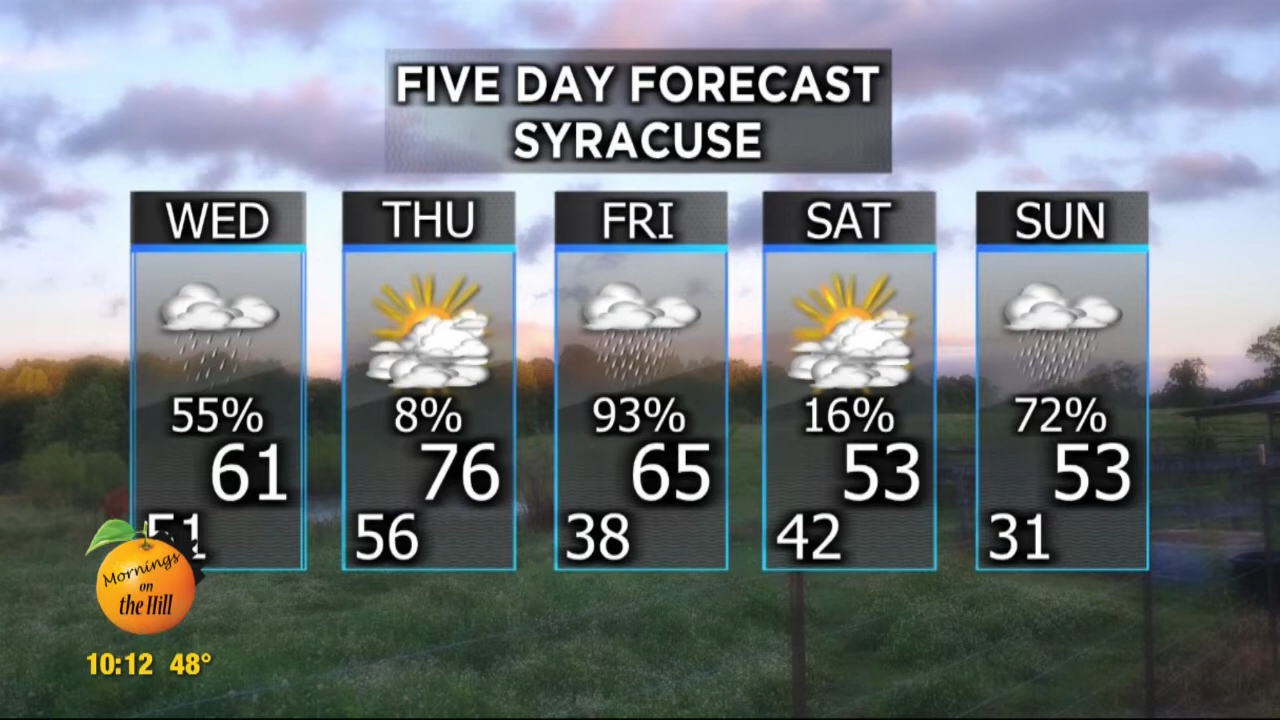 FIVE DAY FORECAST
SYRACUSE
WED THU FRI SAT SUN
55% 8% 93% 16% 72%
61 76 65 53 53
51 56 38 42 31
Mornings
on
the Hill
10:12 48°